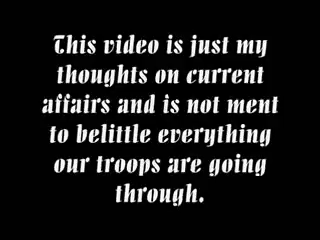 This video is just my
thoughts on current
affairs and is not ment
to belittle everything
our troops are going
through.